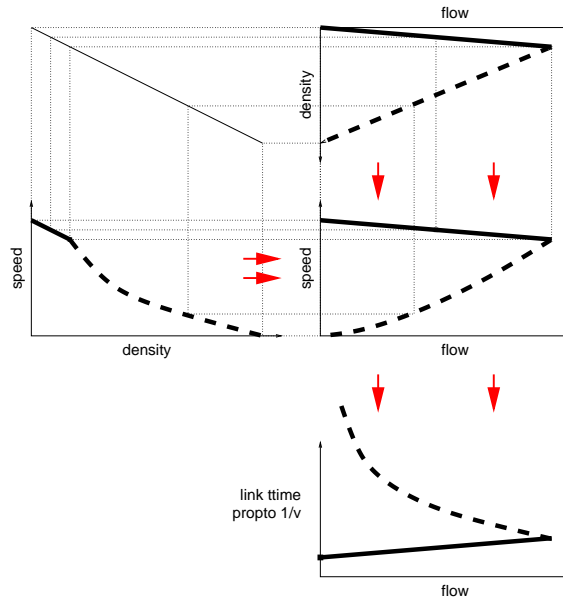 flow
density
speed
speed
density
flow
link ttime
propto 1/v
flow